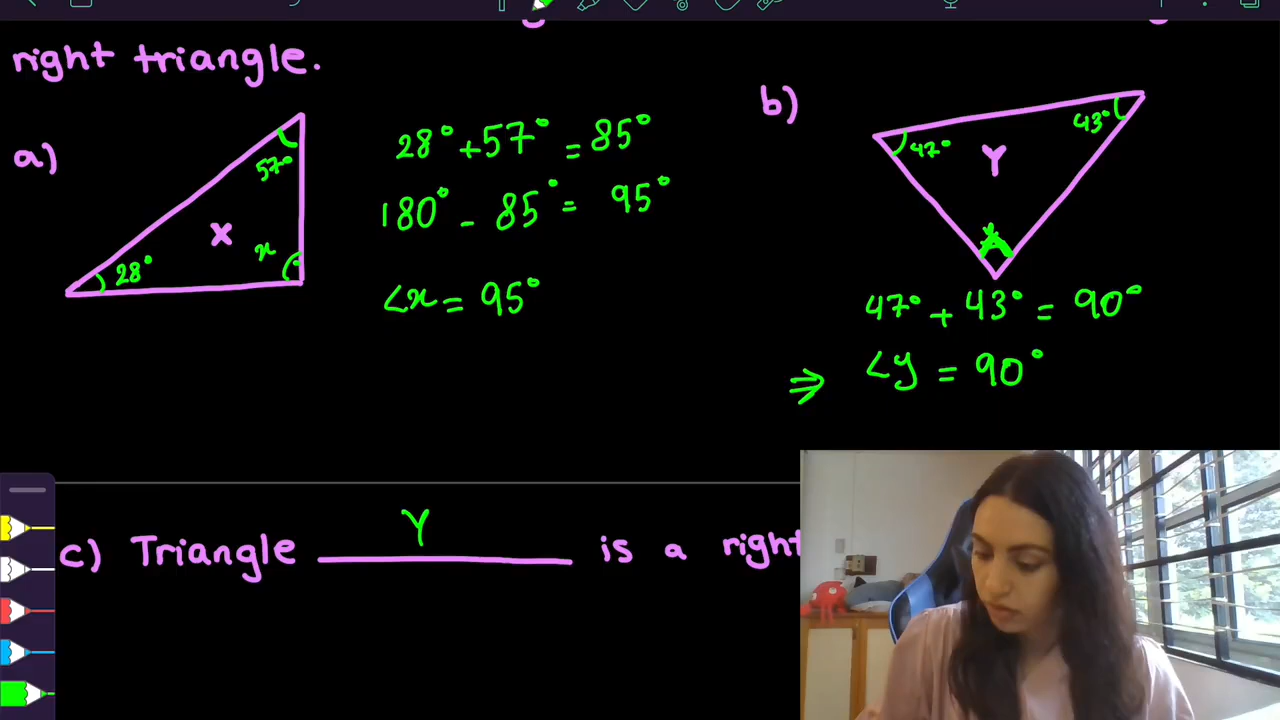 right triangle.
a)
57°
X
x
28°
28° + 57° = 85°
180° - 85° = 95°
∠x = 95°
b)
47°
43°
Y
47° + 43° = 90°
⇒ ∠y = 90°
c) Triangle Y is a right